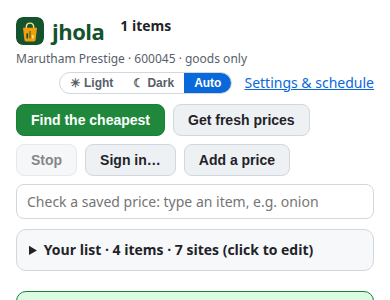 jhola 1 items
Marutham Prestige · 600045 · goods only
☀ Light ☾ Dark Auto Settings & schedule
Find the cheapest Get fresh prices
Stop Sign in… Add a price
Check a saved price: type an item, e.g. onion
▶ Your list · 4 items · 7 sites (click to edit)